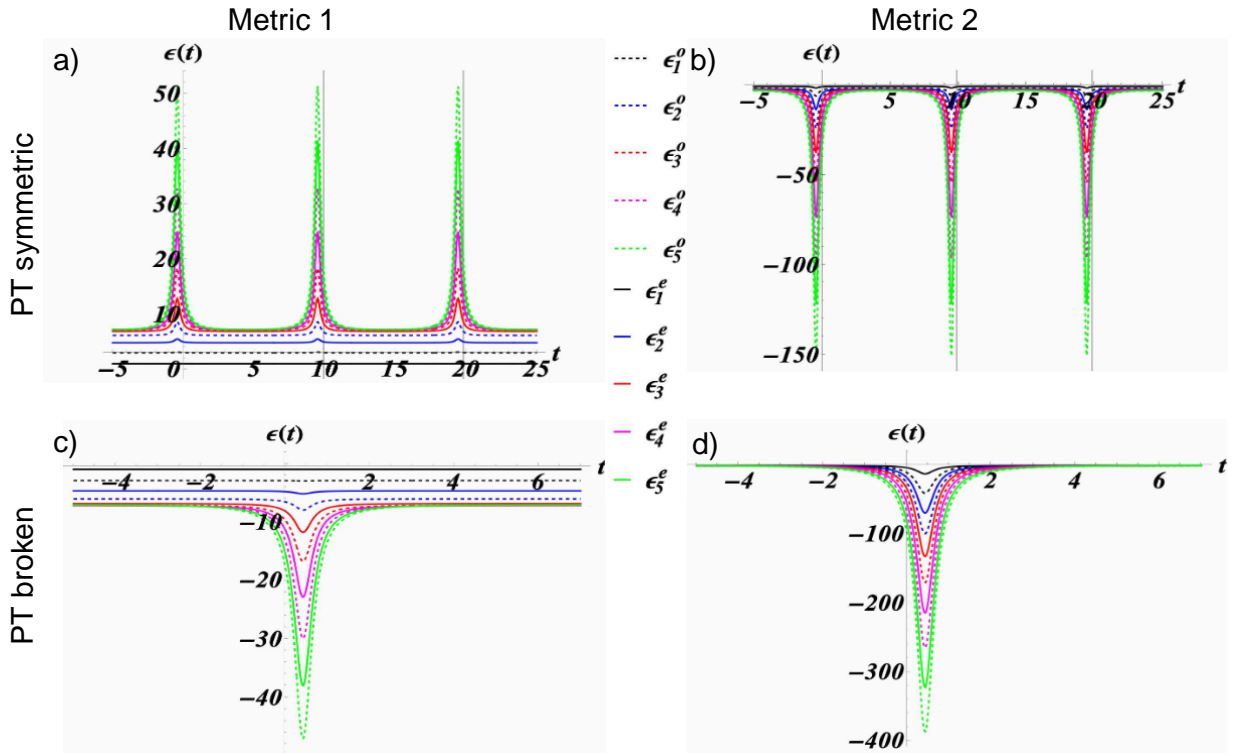 Metric 1
Metric 2
PT symmetric
a)
ϵ(t)
50
40
30
20
10
−5 0 5 10 15 20 25
t
ϵ₁ᵒ
ϵ₂ᵒ
ϵ₃ᵒ
ϵ₄ᵒ
ϵ₅ᵒ
ϵ₁ᵉ
ϵ₂ᵉ
ϵ₃ᵉ
ϵ₄ᵉ
ϵ₅ᵉ
b)
ϵ(t)
−5 5 10 15 20 25
t
−50
−100
−150
PT broken
c)
ϵ(t)
−4 −2 2 4 6
t
−10
−20
−30
−40
d)
ϵ(t)
−4 −2 2 4 6
t
−100
−200
−300
−400